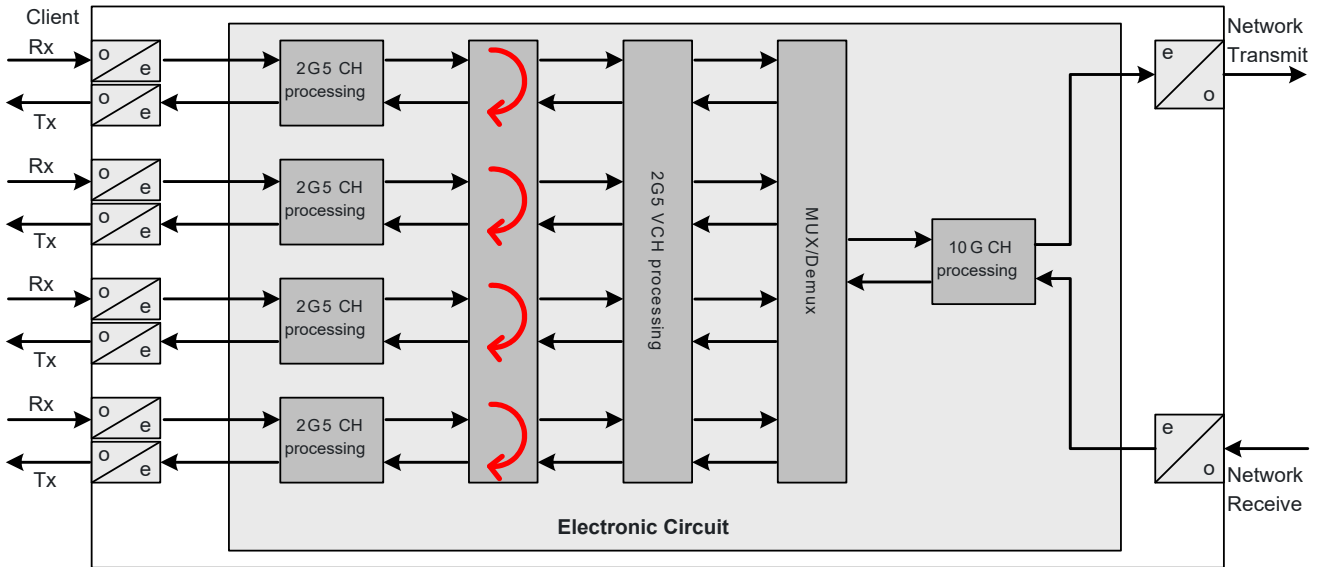 Client
Rx
o
e
o
e
Tx
2G5 CH
processing
Rx
o
e
o
e
Tx
2G5 CH
processing
Rx
o
e
o
e
Tx
2G5 CH
processing
Rx
o
e
o
e
Tx
2G5 CH
processing
2G5 VCH processing
MUX/Demux
10 G CH
processing
e
o
Network
Transmit
e
o
Network
Receive
Electronic Circuit